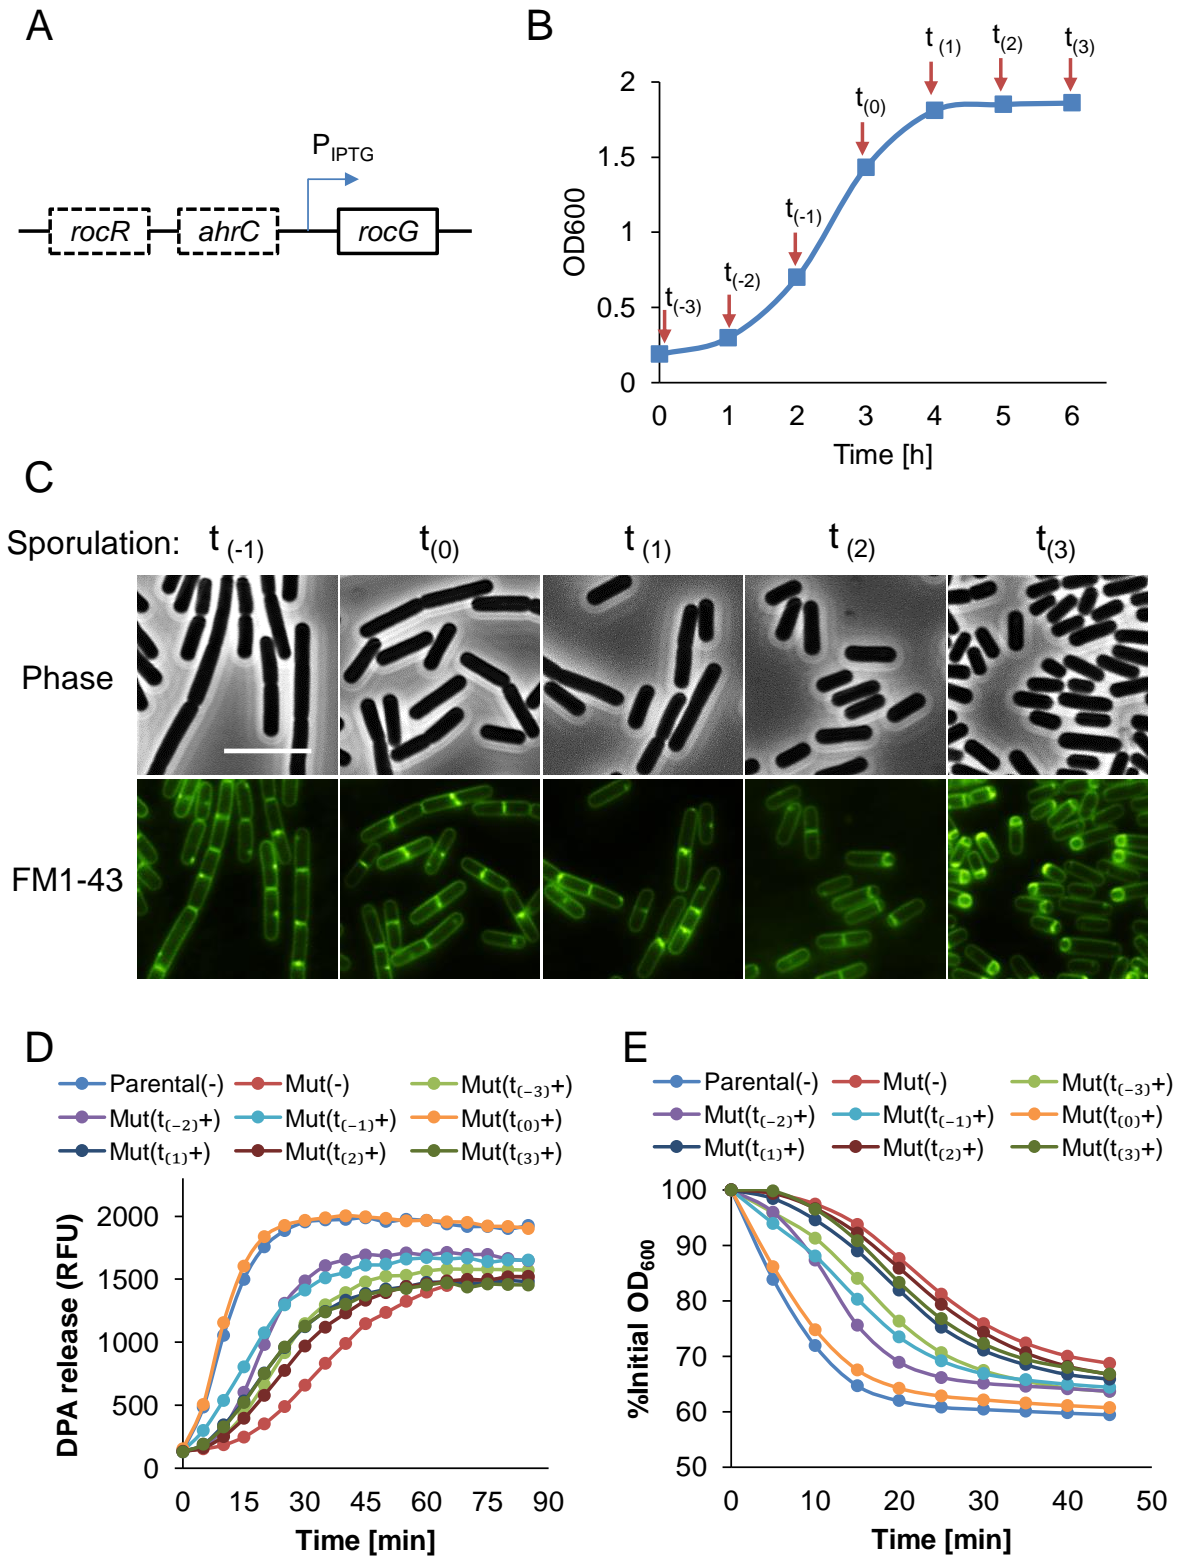 A
P_IPTG
rocR ahrC rocG
B
t (1) t(2) t(3)
t(0)
t(-1)
t(-2)
t(-3)
OD600
2
1.5
1
0.5
0
0 1 2 3 4 5 6
Time [h]
C
Sporulation: t (-1) t(0) t (1) t (2) t(3)
Phase
FM1-43
D
Parental(-) Mut(-) Mut(t(−3)+)
Mut(t(−2)+) Mut(t(−1)+) Mut(t(0)+)
Mut(t(1)+) Mut(t(2)+) Mut(t(3)+)
DPA release (RFU)
2000
1500
1000
500
0
0 15 30 45 60 75 90
Time [min]
E
Parental(-) Mut(-) Mut(t(−3)+)
Mut(t(−2)+) Mut(t(−1)+) Mut(t(0)+)
Mut(t(1)+) Mut(t(2)+) Mut(t(3)+)
%Initial OD600
100
90
80
70
60
50
0 10 20 30 40 50
Time [min]